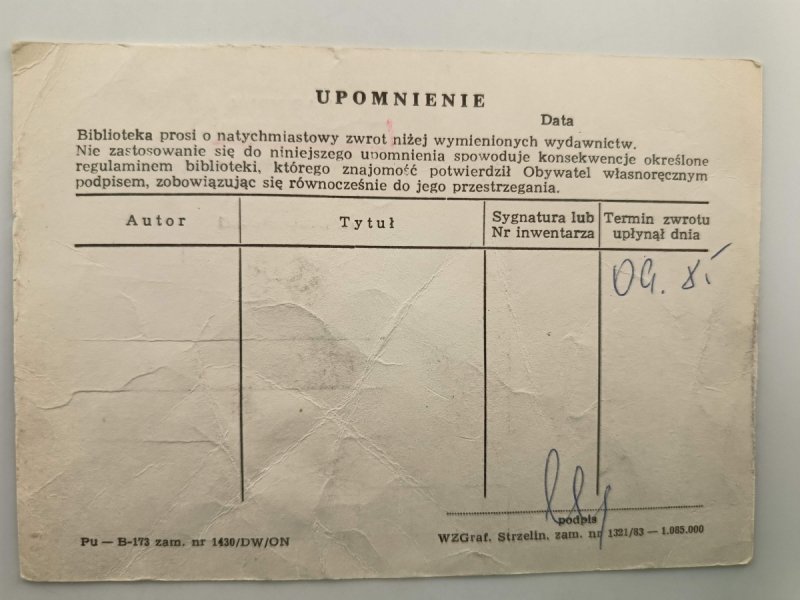 UPOMNIENIE
Data
Biblioteka prosi o natychmiastowy zwrot niżej wymienionych wydawnictw.
Nie zastosowanie się do niniejszego upomnienia spowoduje konsekwencje określone
regulaminem biblioteki, którego znajomość potwierdził Obywatel własnoręcznym
podpisem, zobowiązując się równocześnie do jego przestrzegania.
Autor
Tytuł
Sygnatura lub
Nr inwentarza
Termin zwrotu
upłynął dnia
podpis
Pu — B-173 zam. nr 1430/DW/ON
WZGraf. Strzelin, zam. nr 1321/83 — 1.085.000